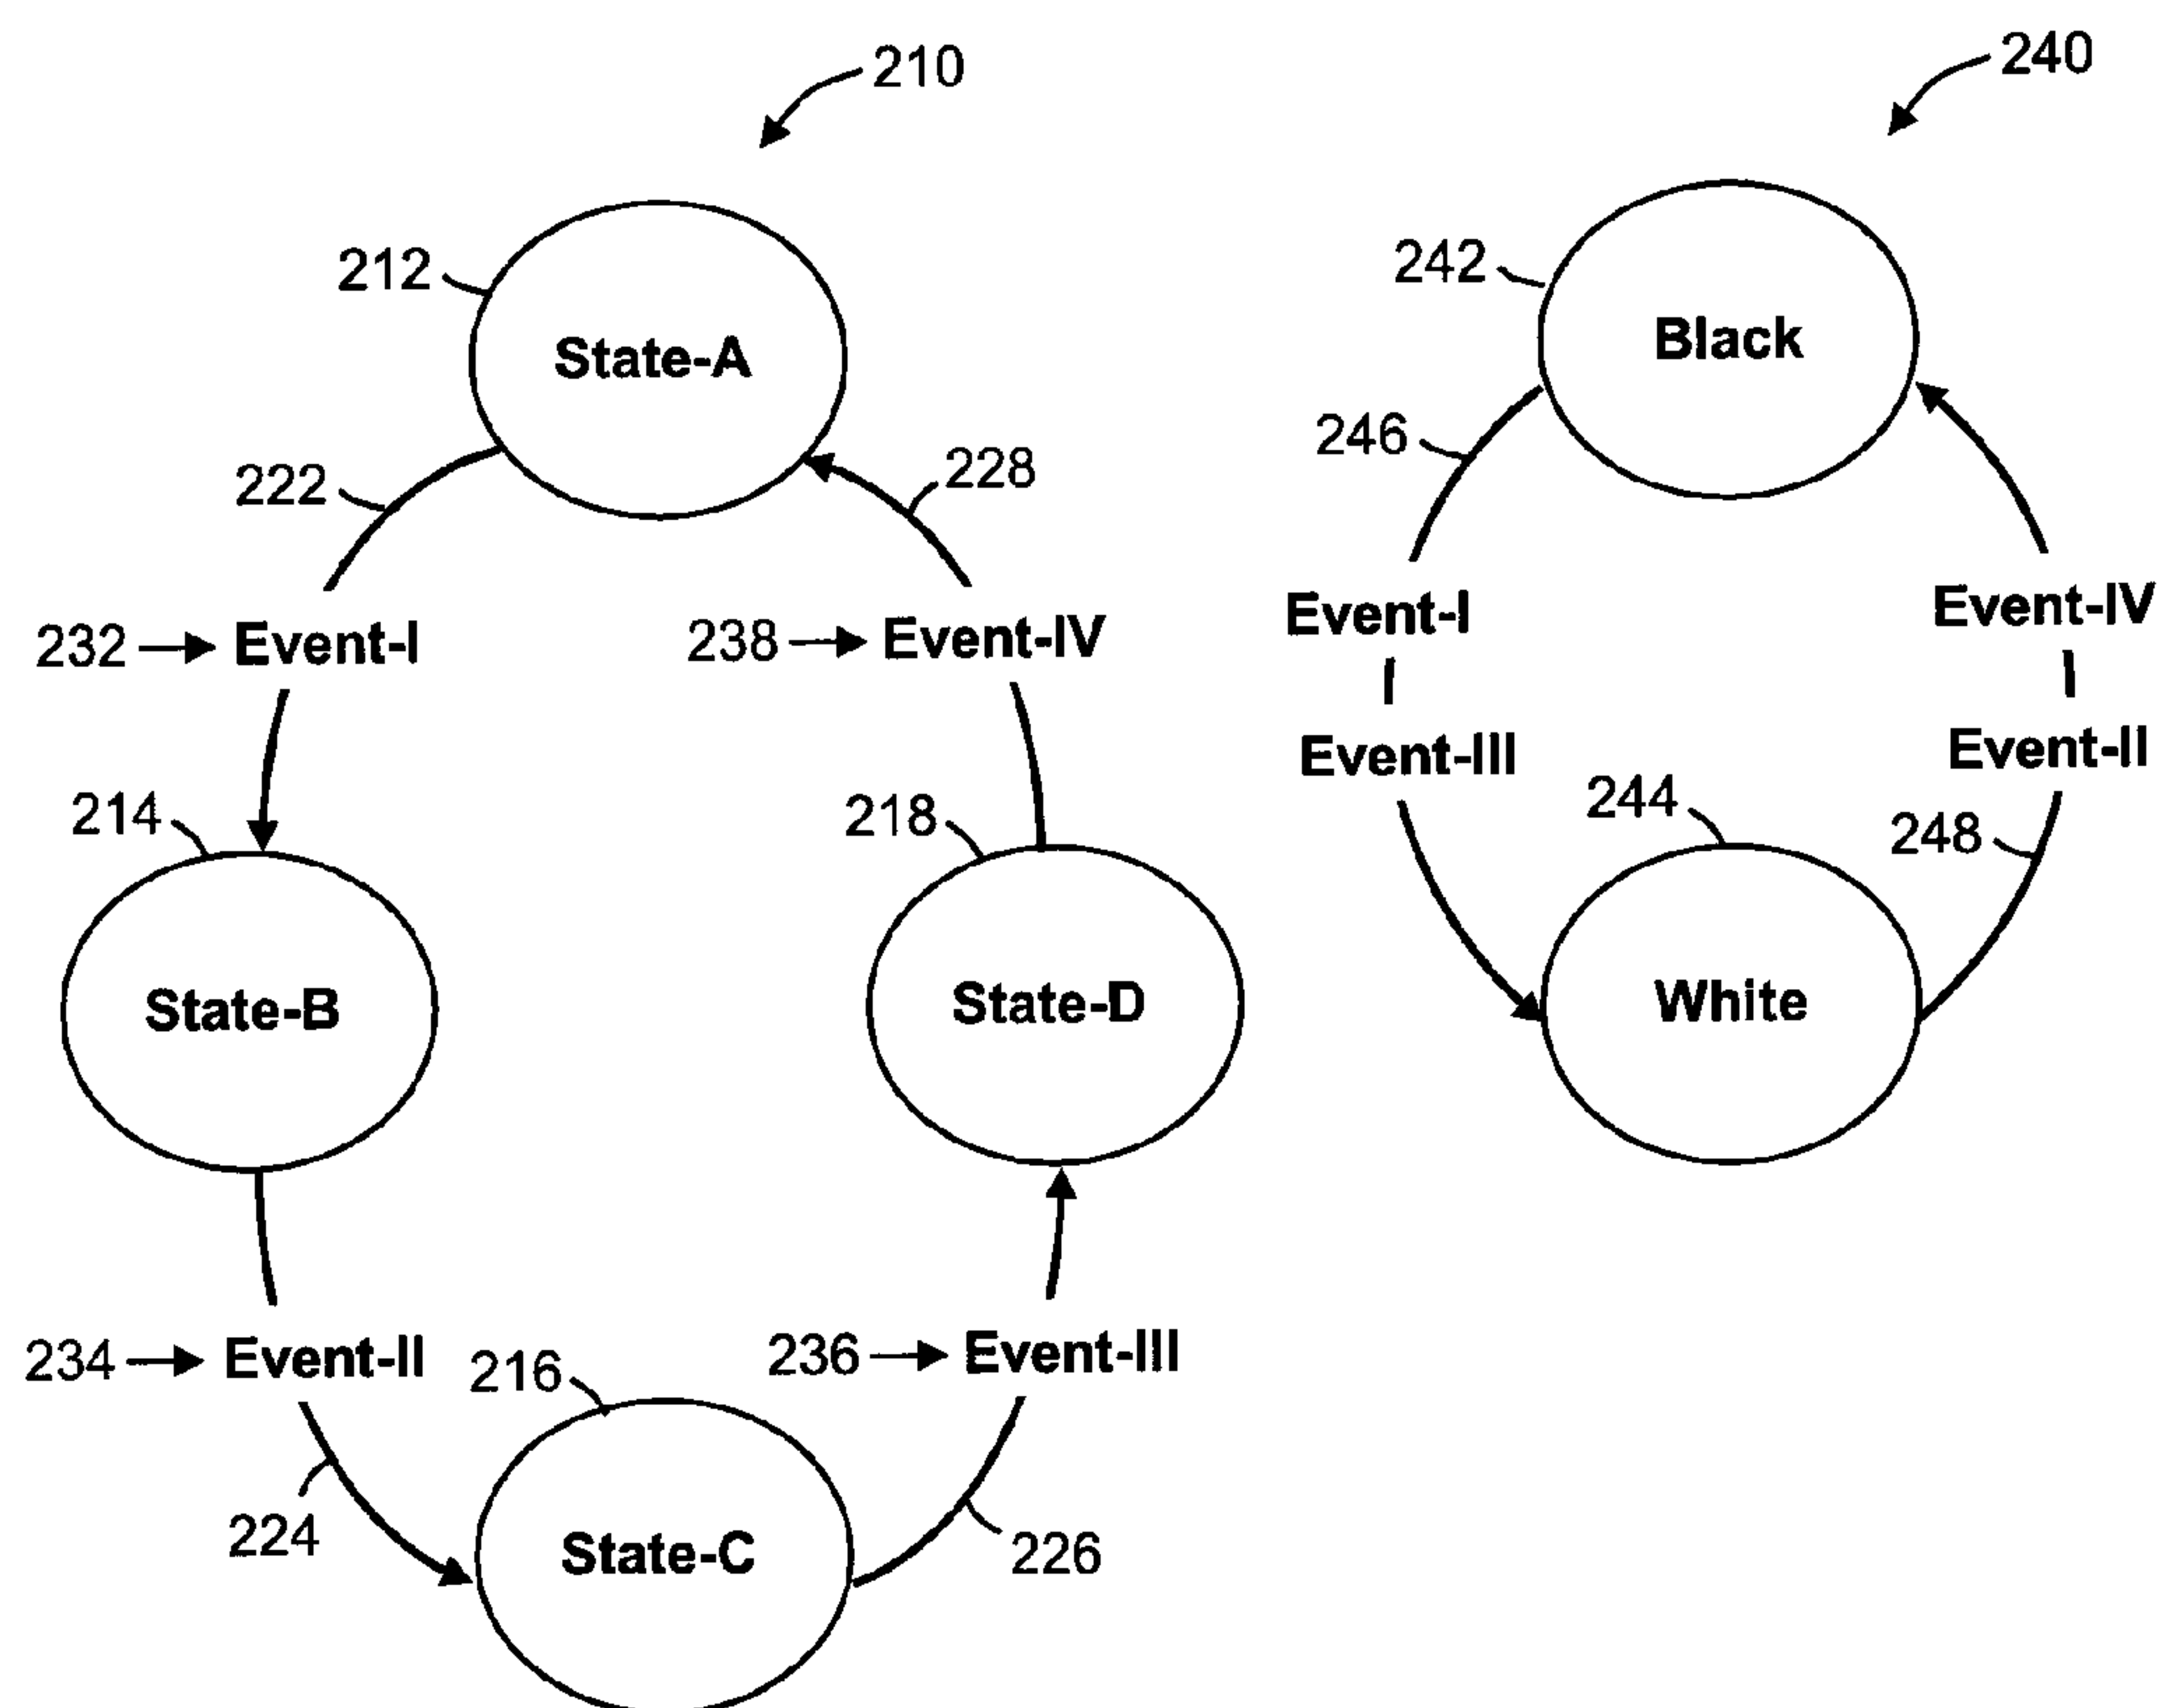 210
240
212
State-A
242
Black
222
228
246
232
Event-I
238
Event-IV
Event-I
Event-IV
Event-III
Event-II
214
218
244
248
State-B
State-D
White
234
Event-II
216
236
Event-III
224
State-C
226